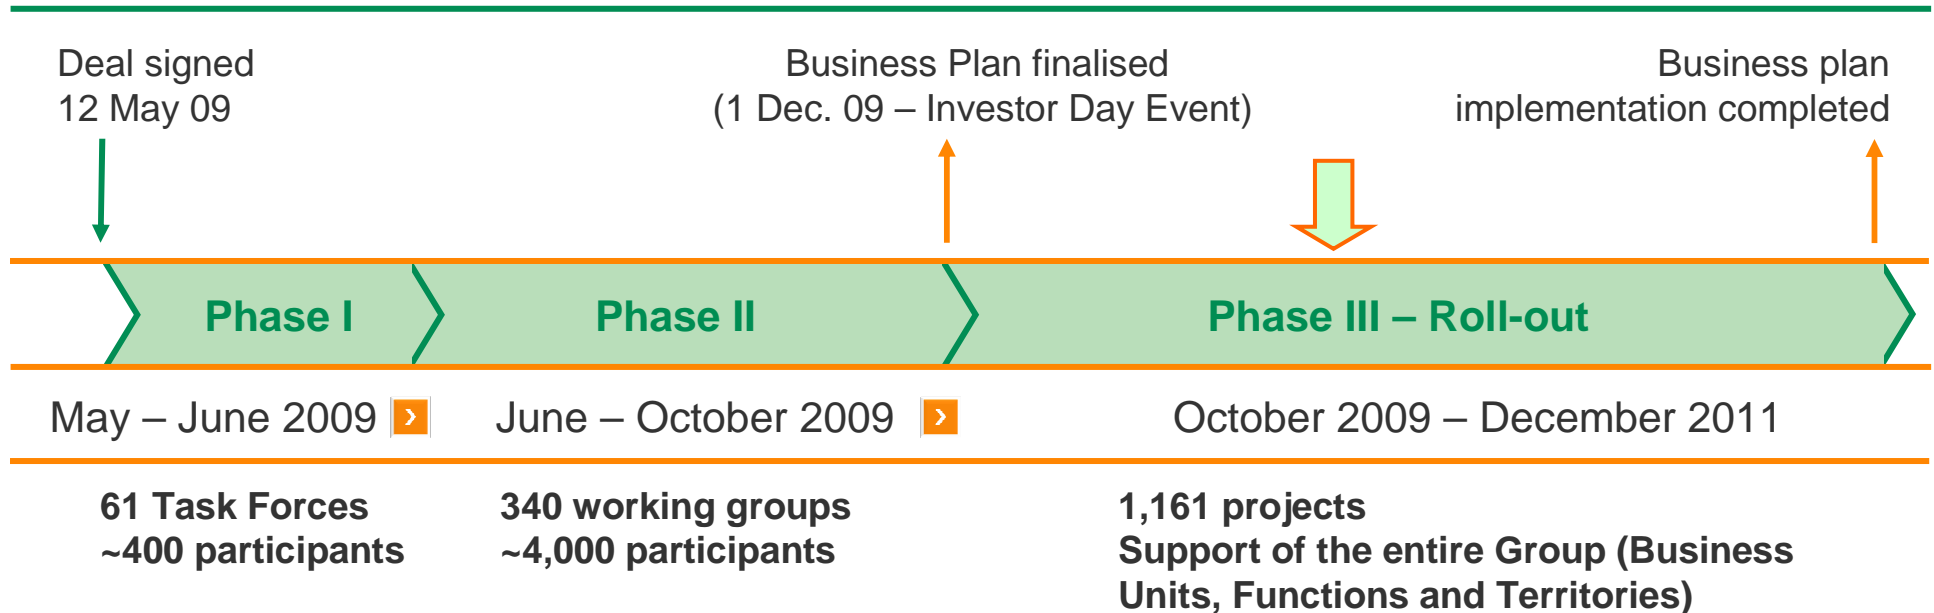 Deal signed
12 May 09
Business Plan finalised
(1 Dec. 09 – Investor Day Event)
Business plan
implementation completed
Phase I
Phase II
Phase III – Roll-out
May – June 2009
June – October 2009
October 2009 – December 2011
61 Task Forces
~400 participants
340 working groups
~4,000 participants
1,161 projects
Support of the entire Group (Business
Units, Functions and Territories)